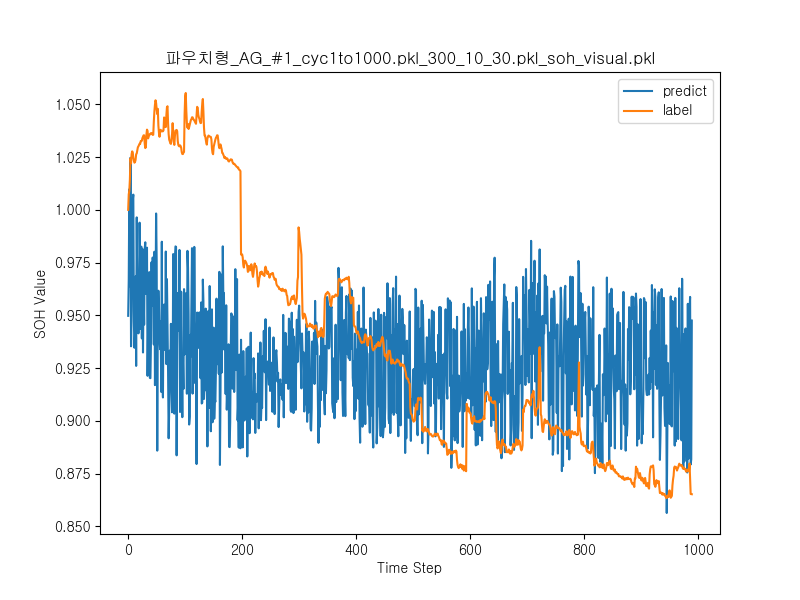 파우치형_AG_#1_cyc1to1000.pkl_300_10_30.pkl_soh_visual.pkl
predict
label
1.050
1.025
1.000
0.975
0.950
0.925
0.900
0.875
0.850
SOH Value
0 200 400 600 800 1000
Time Step